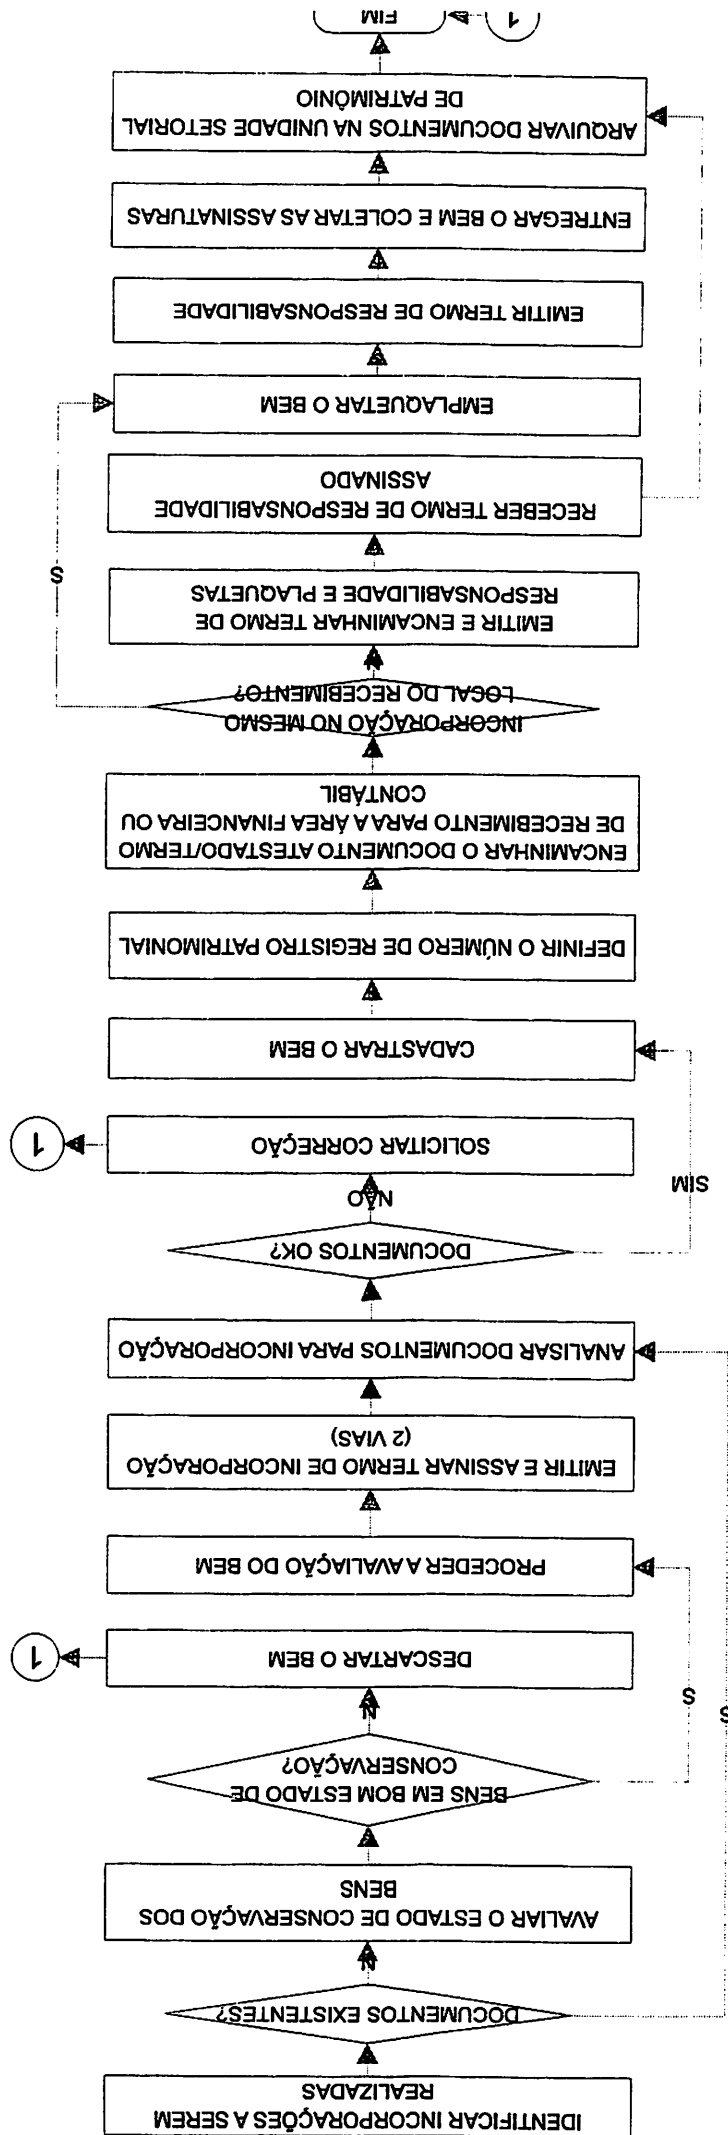 IDENTIFICAR INCORPORAÇÕES A SEREM
REALIZADAS
DOCUMENTOS EXISTENTES?
N
S
AVALIAR O ESTADO DE CONSERVAÇÃO DOS
BENS
BENS EM BOM ESTADO DE
CONSERVAÇÃO?
N
S
DESCARTAR O BEM
1
PROCEDER A AVALIAÇÃO DO BEM
EMITIR E ASSINAR TERMO DE INCORPORAÇÃO
(2 VIAS)
ANALISAR DOCUMENTOS PARA INCORPORAÇÃO
DOCUMENTOS OK?
NÃO
SIM
SOLICITAR CORREÇÃO
1
CADASTRAR O BEM
DEFINIR O NÚMERO DE REGISTRO PATRIMONIAL
ENCAMINHAR O DOCUMENTO ATESTADO/TERMO
DE RECEBIMENTO PARA A ÁREA FINANCEIRA OU
CONTÁBIL
INCORPORAÇÃO NO MESMO
LOCAL DO RECEBIMENTO?
N
S
EMITIR E ENCAMINHAR TERMO DE
RESPONSABILIDADE E PLAQUETAS
RECEBER TERMO DE RESPONSABILIDADE
ASSINADO
EMPLAQUETAR O BEM
EMITIR TERMO DE RESPONSABILIDADE
ENTREGAR O BEM E COLETAR AS ASSINATURAS
ARQUIVAR DOCUMENTOS NA UNIDADE SETORIAL
DE PATRIMÔNIO
1
FIM